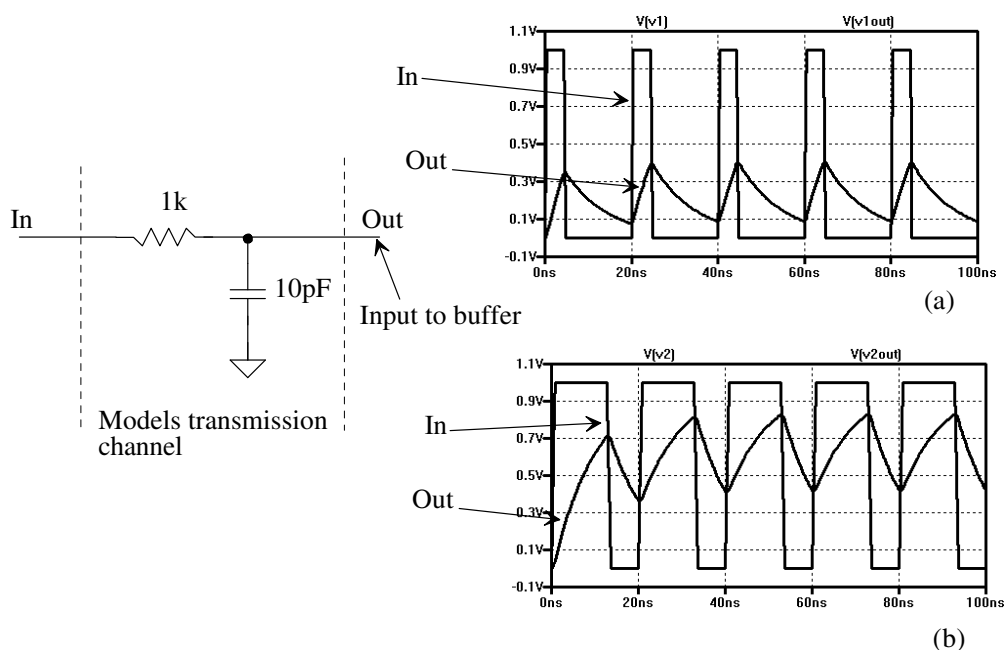 In
1k
Out
10pF
Input to buffer
Models transmission
channel
V(v1) V(v1out)
1.1V
0.9V
0.7V
0.5V
0.3V
0.1V
-0.1V
0ns 20ns 40ns 60ns 80ns 100ns
In
Out
(a)
V(v2) V(v2out)
1.1V
0.9V
0.7V
0.5V
0.3V
0.1V
-0.1V
0ns 20ns 40ns 60ns 80ns 100ns
In
Out
(b)